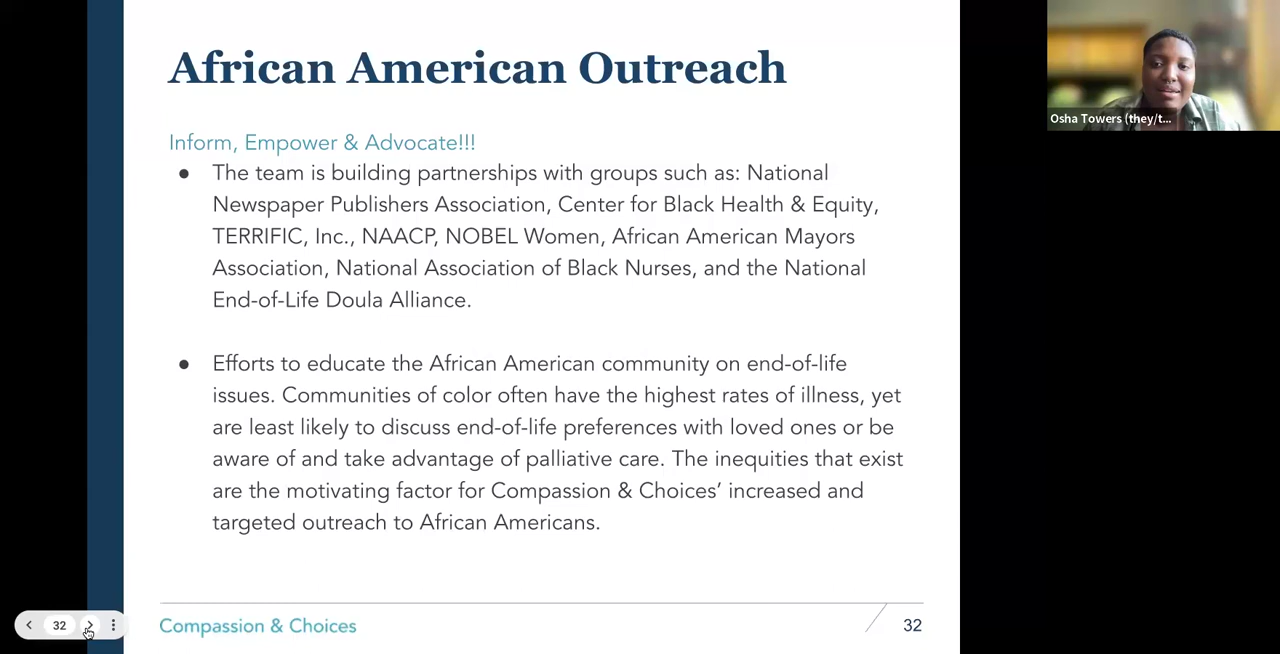 African American Outreach
Inform, Empower & Advocate!!!
● The team is building partnerships with groups such as: National
Newspaper Publishers Association, Center for Black Health & Equity,
TERRIFIC, Inc., NAACP, NOBEL Women, African American Mayors
Association, National Association of Black Nurses, and the National
End-of-Life Doula Alliance.
● Efforts to educate the African American community on end-of-life
issues. Communities of color often have the highest rates of illness, yet
are least likely to discuss end-of-life preferences with loved ones or be
aware of and take advantage of palliative care. The inequities that exist
are the motivating factor for Compassion & Choices’ increased and
targeted outreach to African Americans.
Compassion & Choices
32
32
Osha Towers (they/t...